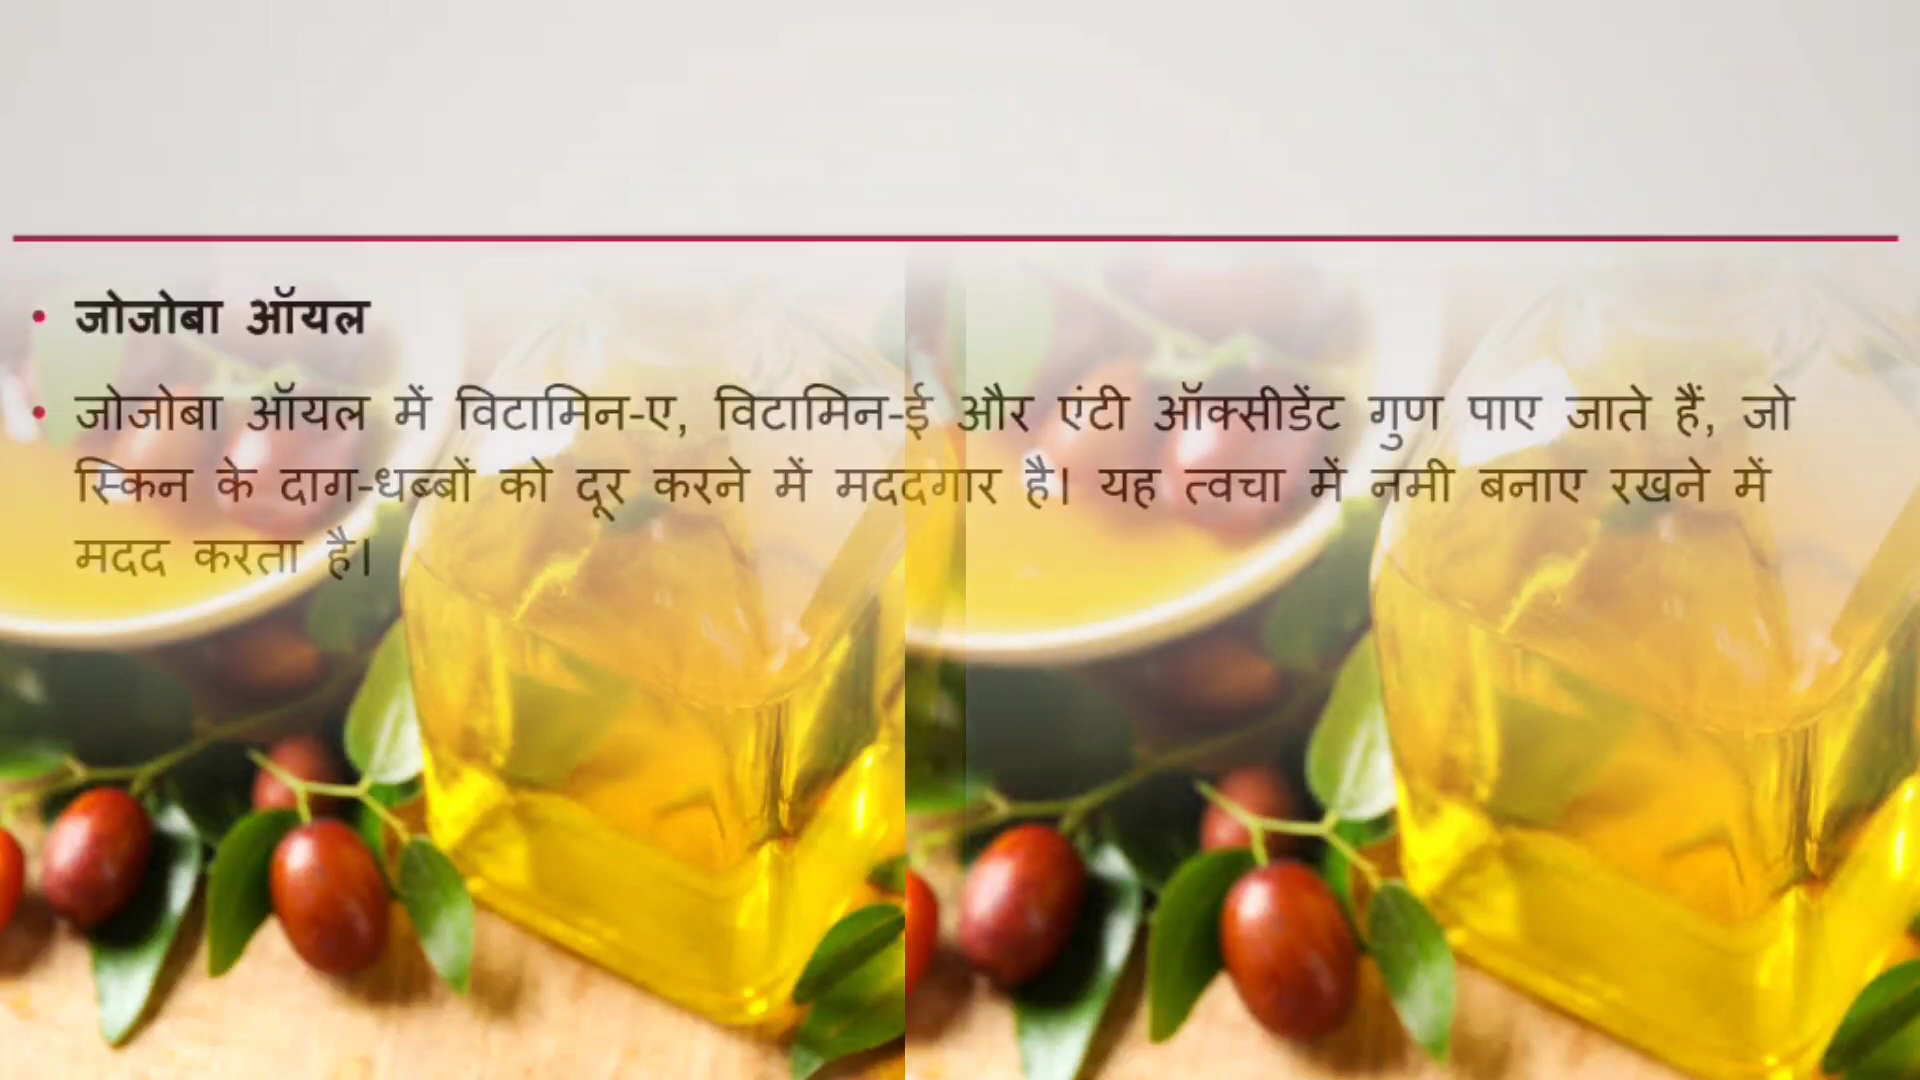 • जोजोबा ऑयल
• जोजोबा ऑयल में विटामिन-ए, विटामिन-ई और एंटी ऑक्सीडेंट गुण पाए जाते हैं, जो
स्किन के दाग-धब्बों को दूर करने में मददगार है। यह त्वचा में नमी बनाए रखने में
मदद करता है।